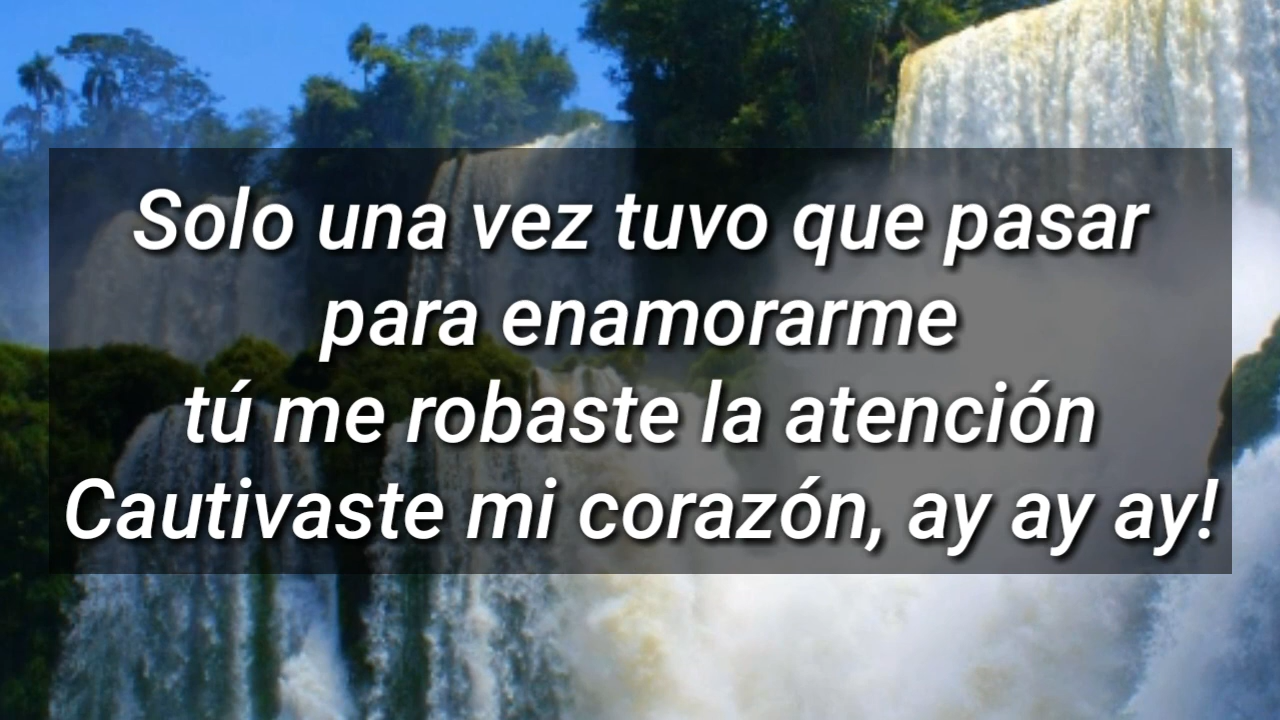 Solo una vez tuvo que pasar
para enamorarme
tú me robaste la atención
Cautivaste mi corazón, ay ay ay!